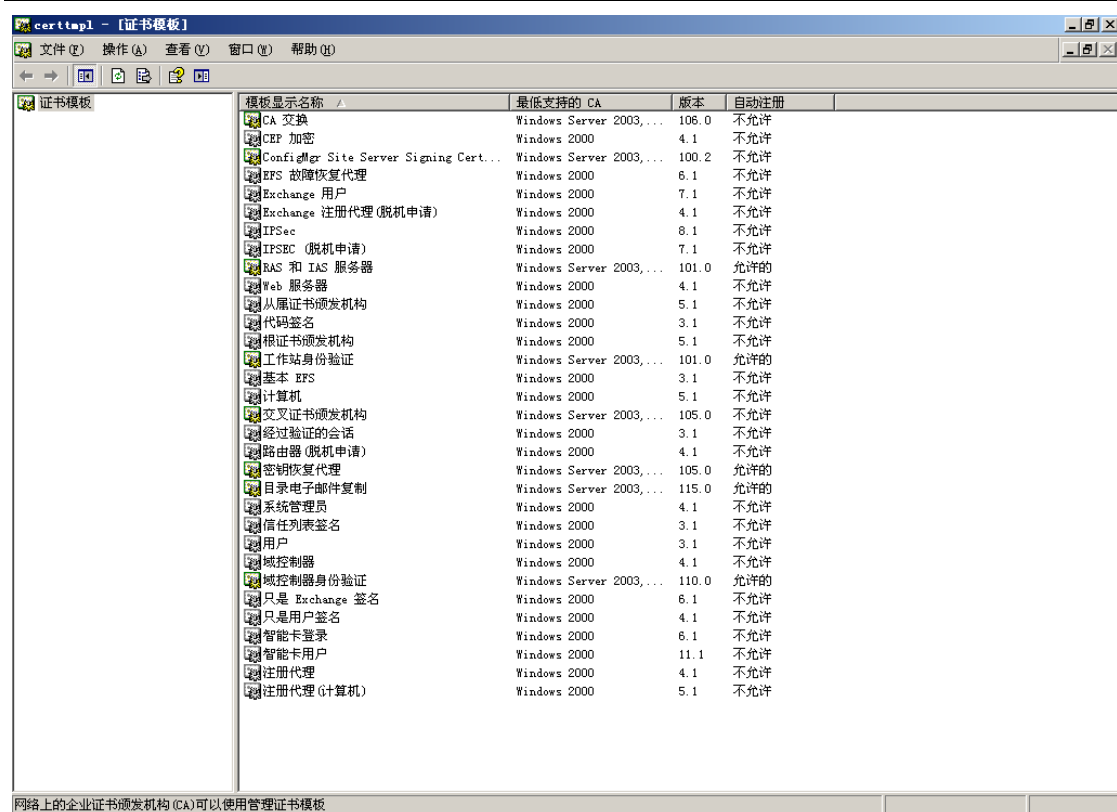 certtmpl - [证书模板]
文件(F) 操作(A) 查看(V) 窗口(W) 帮助(H)
证书模板
模板显示名称 最低支持的 CA 版本 自动注册
CA 交换 Windows Server 2003,... 106.0 不允许
CEP 加密 Windows 2000 4.1 不允许
ConfigMgr Site Server Signing Cert... Windows Server 2003,... 100.2 不允许
EFS 故障恢复代理 Windows 2000 6.1 不允许
Exchange 用户 Windows 2000 7.1 不允许
Exchange 注册代理(脱机申请) Windows 2000 4.1 不允许
IPSec Windows 2000 8.1 不允许
IPSEC (脱机申请) Windows 2000 7.1 不允许
RAS 和 IAS 服务器 Windows Server 2003,... 101.0 允许的
Web 服务器 Windows 2000 4.1 不允许
从属证书颁发机构 Windows 2000 5.1 不允许
代码签名 Windows 2000 3.1 不允许
根证书颁发机构 Windows 2000 5.1 不允许
工作站身份验证 Windows Server 2003,... 101.0 允许的
基本 EFS Windows 2000 3.1 不允许
计算机 Windows 2000 5.1 不允许
交叉证书颁发机构 Windows Server 2003,... 105.0 不允许
经过验证的会话 Windows 2000 3.1 不允许
路由器(脱机申请) Windows 2000 4.1 不允许
密钥恢复代理 Windows Server 2003,... 105.0 允许的
目录电子邮件复制 Windows Server 2003,... 115.0 允许的
系统管理员 Windows 2000 4.1 不允许
信任列表签名 Windows 2000 3.1 不允许
用户 Windows 2000 3.1 不允许
域控制器 Windows 2000 4.1 不允许
域控制器身份验证 Windows Server 2003,... 110.0 允许的
只是 Exchange 签名 Windows 2000 6.1 不允许
只是用户签名 Windows 2000 4.1 不允许
智能卡登录 Windows 2000 6.1 不允许
智能卡用户 Windows 2000 11.1 不允许
注册代理 Windows 2000 4.1 不允许
注册代理(计算机) Windows 2000 5.1 不允许
网络上的企业证书颁发机构(CA)可以使用管理证书模板